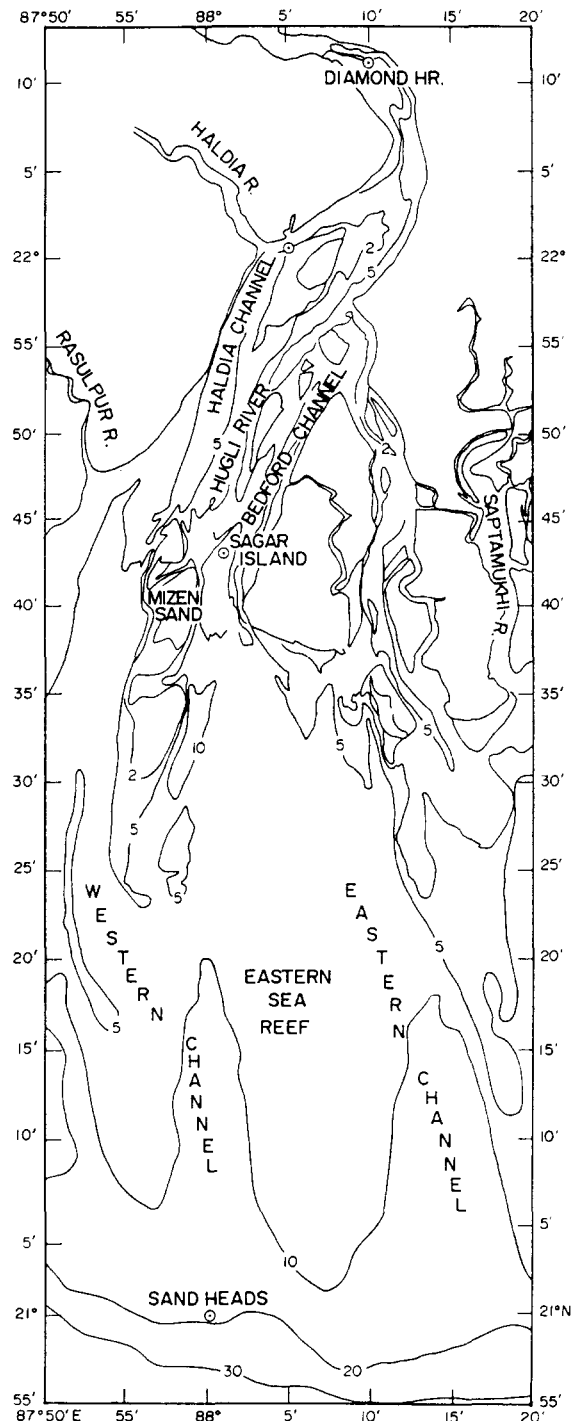 87°50' 55' 88° 5' 10' 15' 20'
10' 10'
DIAMOND HR.
HALDIA R.
5' 5'
2
22° 22°
5
HALDIA CHANNEL
55' 55'
RASULPUR R.
HUGLI RIVER
BEDFORD CHANNEL
50' 50'
5
2
SAPTAMUKHI R.
45' 45'
SAGAR
ISLAND
MIZEN
SAND
40' 40'
35' 35'
10
5
5
30' 30'
2
5
25' 25'
5
WESTERN
EASTERN
5
20' 20'
EASTERN
SEA
REEF
5
15' 15'
CHANNEL
CHANNEL
10' 10'
5' 5'
10
SAND HEADS
21° 21°N
30
20
55' 55'
87°50'E 55' 88° 5' 10' 15' 20'